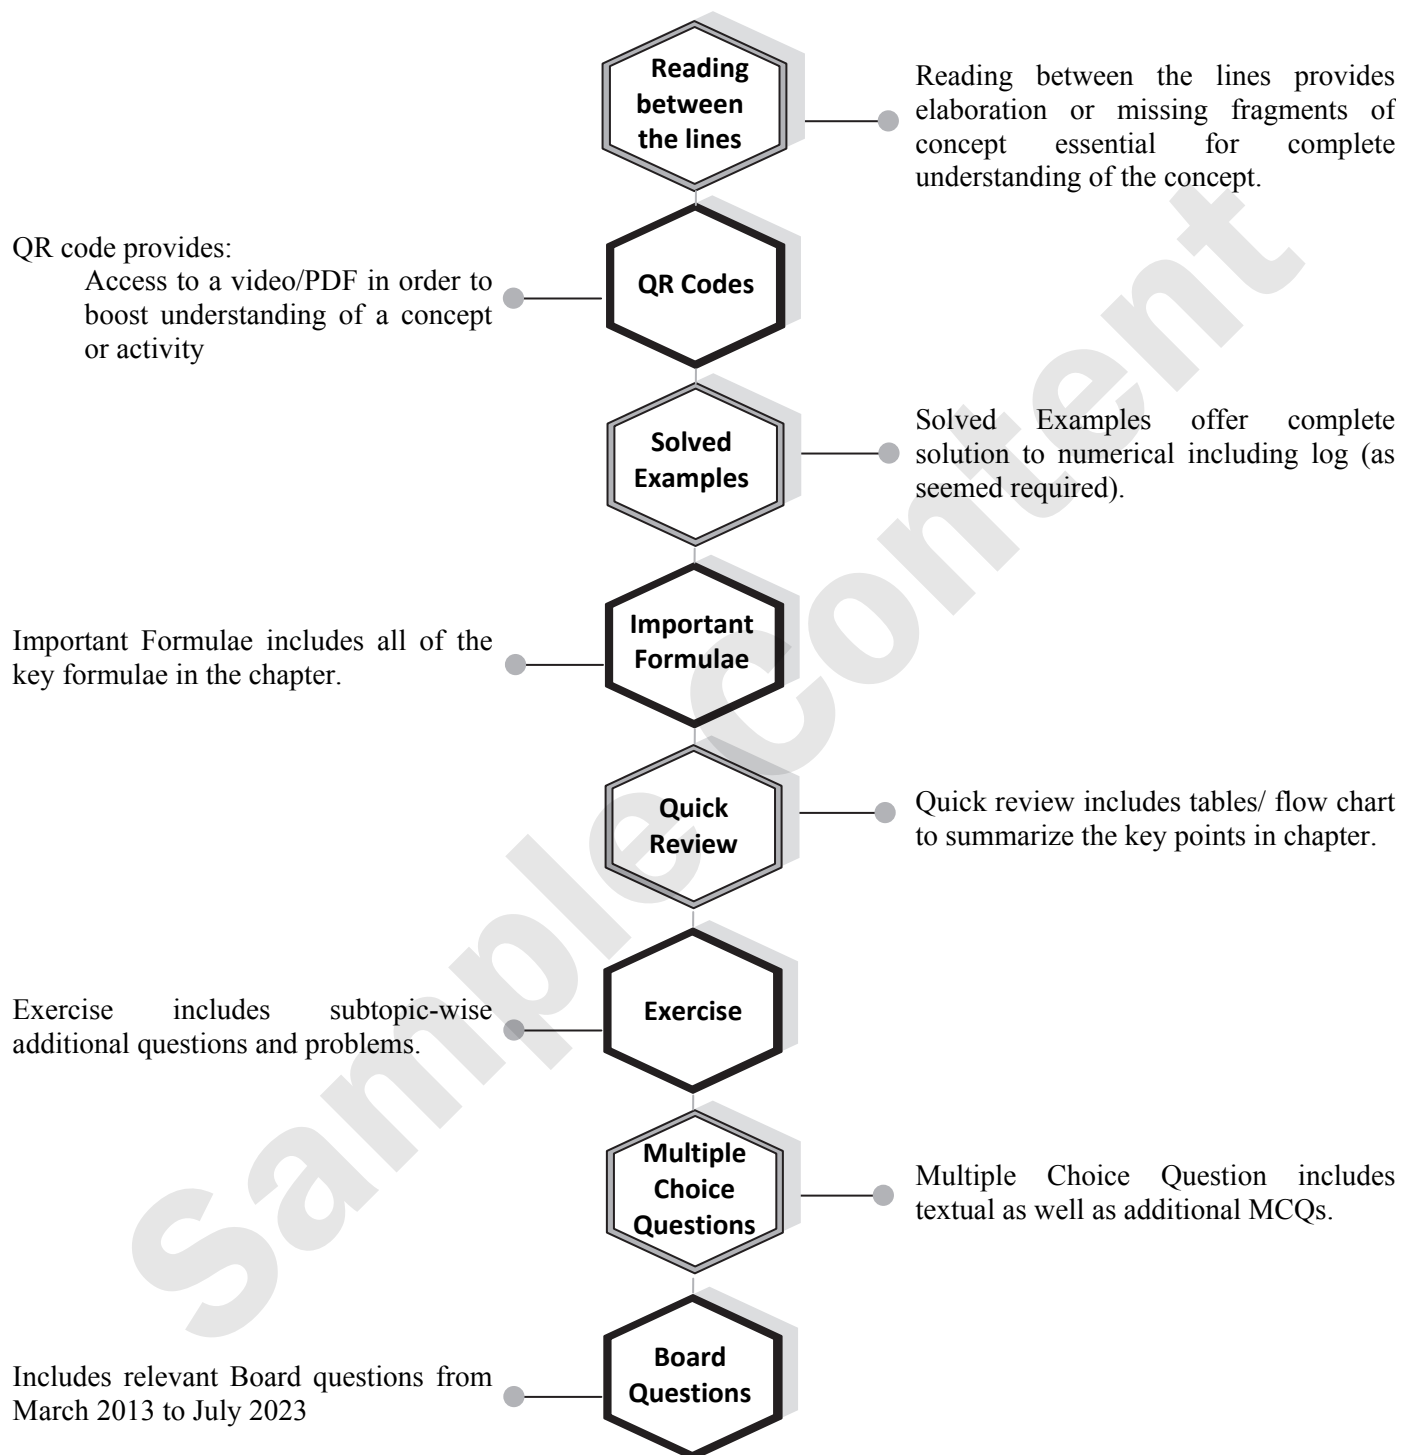 Reading
between
the lines
Reading between the lines provides
elaboration or missing fragments of
concept essential for complete
understanding of the concept.
QR code provides:
Access to a video/PDF in order to
boost understanding of a concept
or activity
QR Codes
Solved
Examples
Solved Examples offer complete
solution to numerical including log (as
seemed required).
Important Formulae includes all of the
key formulae in the chapter.
Important
Formulae
Quick
Review
Quick review includes tables/ flow chart
to summarize the key points in chapter.
Exercise includes subtopic-wise
additional questions and problems.
Exercise
Multiple
Choice
Questions
Multiple Choice Question includes
textual as well as additional MCQs.
Includes relevant Board questions from
March 2013 to July 2023
Board
Questions
Sample Content